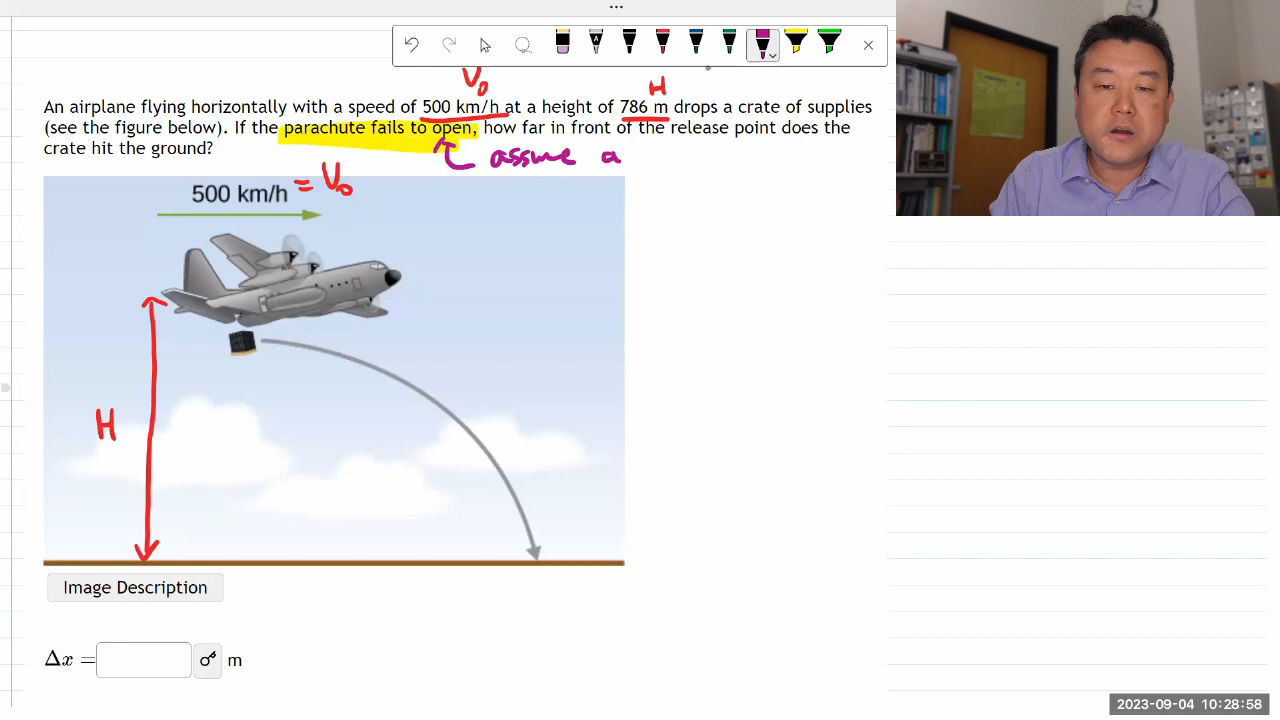 V₀
H
An airplane flying horizontally with a speed of 500 km/h at a height of 786 m drops a crate of supplies
(see the figure below). If the parachute fails to open, how far in front of the release point does the
crate hit the ground?
assume a
500 km/h = V₀
H
Image Description
Δx =
m
2023-09-04 10:28:58